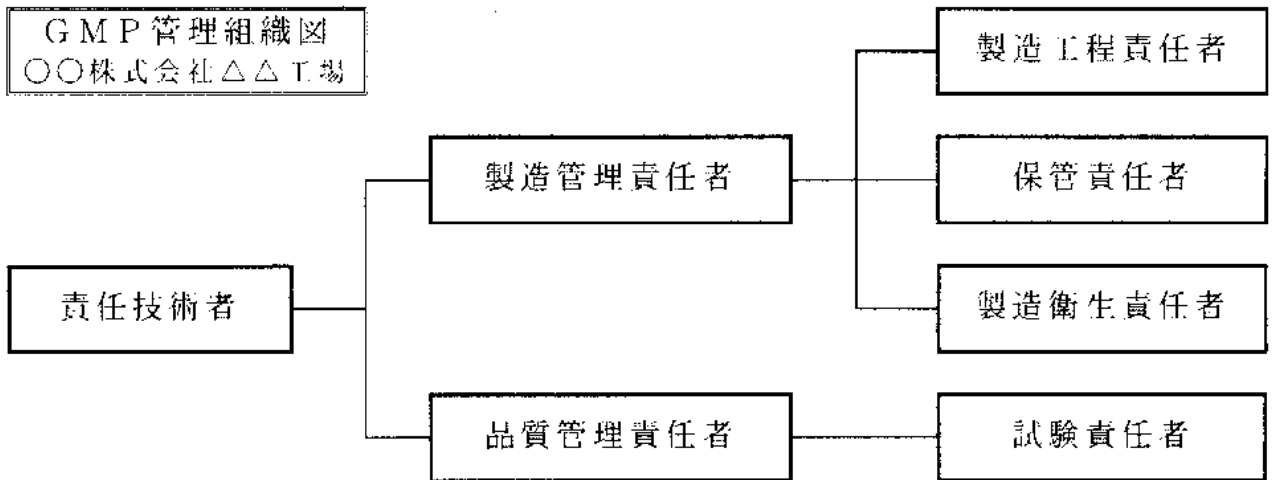 GMP管理組織図
○○株式会社△△工場
製造工程責任者
製造管理責任者
保管責任者
責任技術者
製造衛生責任者
品質管理責任者
試験責任者